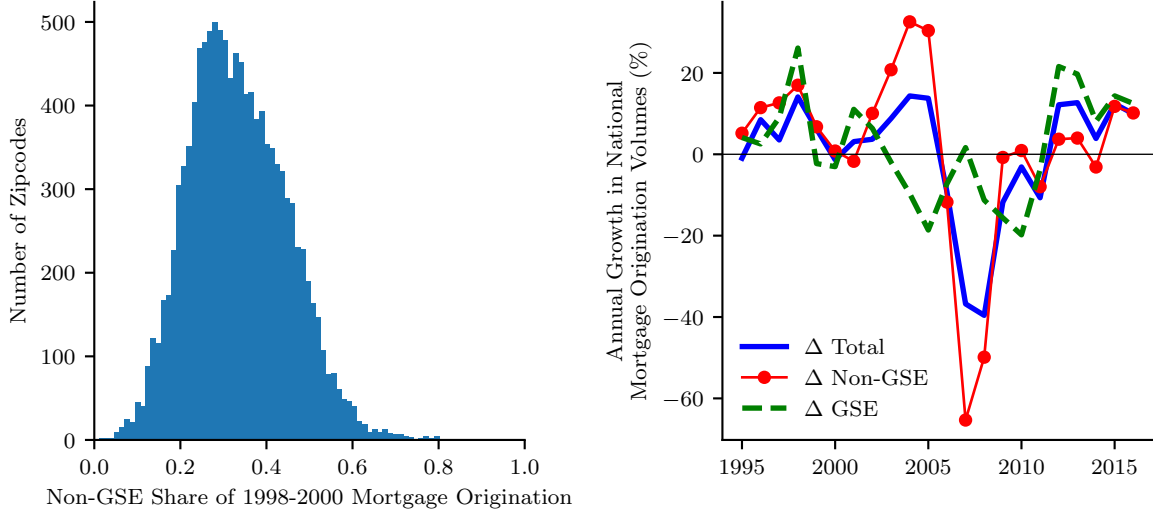 500
400
300
200
100
0
Number of Zipcodes
0.0 0.2 0.4 0.6 0.8 1.0
Non-GSE Share of 1998-2000 Mortgage Origination
Annual Growth in National
Mortgage Origination Volumes (%)
20
0
−20
−40
−60
Δ Total
Δ Non-GSE
Δ GSE
1995 2000 2005 2010 2015